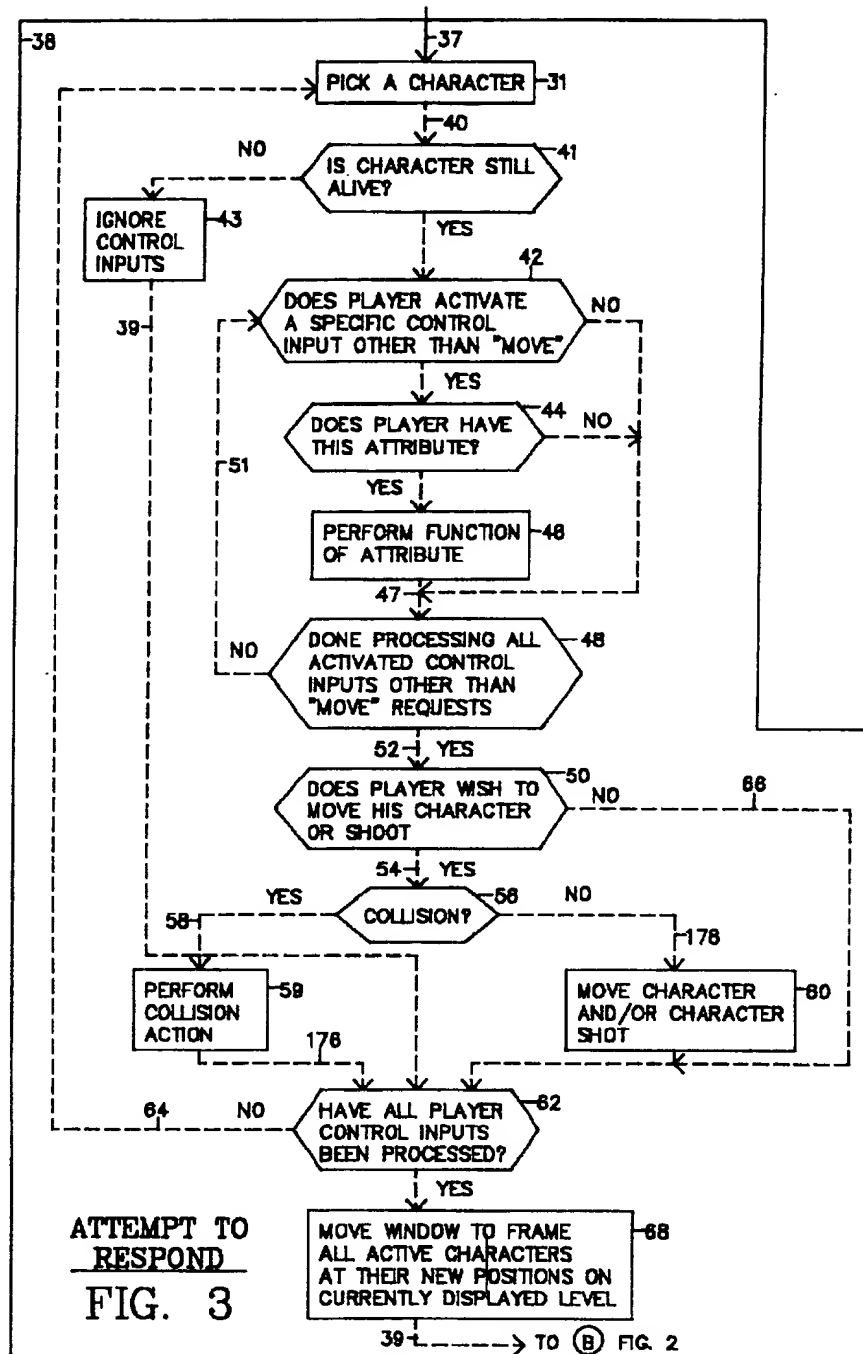 38
37
PICK A CHARACTER
31
40
NO
41
IS CHARACTER STILL
ALIVE?
IGNORE
CONTROL
INPUTS
43
YES
42
DOES PLAYER ACTIVATE
A SPECIFIC CONTROL
INPUT OTHER THAN "MOVE"
NO
39
YES
44
DOES PLAYER HAVE
THIS ATTRIBUTE?
NO
51
YES
PERFORM FUNCTION
OF ATTRIBUTE
46
47
NO
DONE PROCESSING ALL
ACTIVATED CONTROL
INPUTS OTHER THAN
"MOVE" REQUESTS
48
52
YES
50
DOES PLAYER WISH TO
MOVE HIS CHARACTER
OR SHOOT
NO
66
54
YES
YES
56
COLLISION?
NO
58
178
PERFORM
COLLISION
ACTION
59
MOVE CHARACTER
AND/OR CHARACTER
SHOT
60
176
64
NO
62
HAVE ALL PLAYER
CONTROL INPUTS
BEEN PROCESSED?
YES
ATTEMPT TO
RESPOND
FIG. 3
MOVE WINDOW TO FRAME
ALL ACTIVE CHARACTERS
AT THEIR NEW POSITIONS ON
CURRENTLY DISPLAYED LEVEL
68
39
TO B FIG. 2